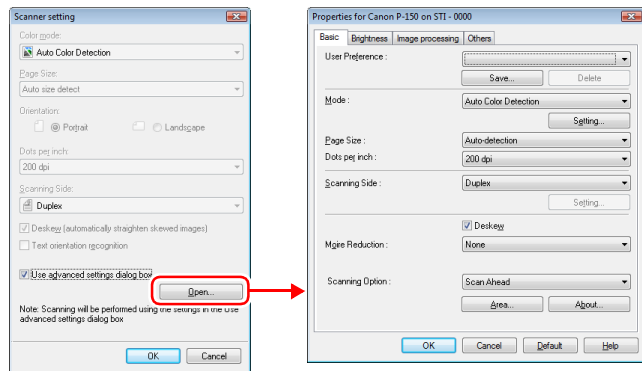 Scanner setting
Color mode:
Auto Color Detection
Page Size:
Auto size detect
Orientation:
Portrait
Landscape
Dots per inch:
200 dpi
Scanning Side:
Duplex
Deskew (automatically straighten skewed images)
Text orientation recognition
Use advanced settings dialog box
Open...
Note: Scanning will be performed using the settings in the Use
advanced settings dialog box
OK Cancel
Properties for Canon P-150 on STI - 0000
Basic Brightness Image processing Others
User Preference :
Save... Delete
Mode : Auto Color Detection
Setting...
Page Size : Auto-detection
Dots per inch : 200 dpi
Scanning Side : Duplex
Setting...
Deskew
Moire Reduction : None
Scanning Option : Scan Ahead
Area... About...
OK Cancel Default Help